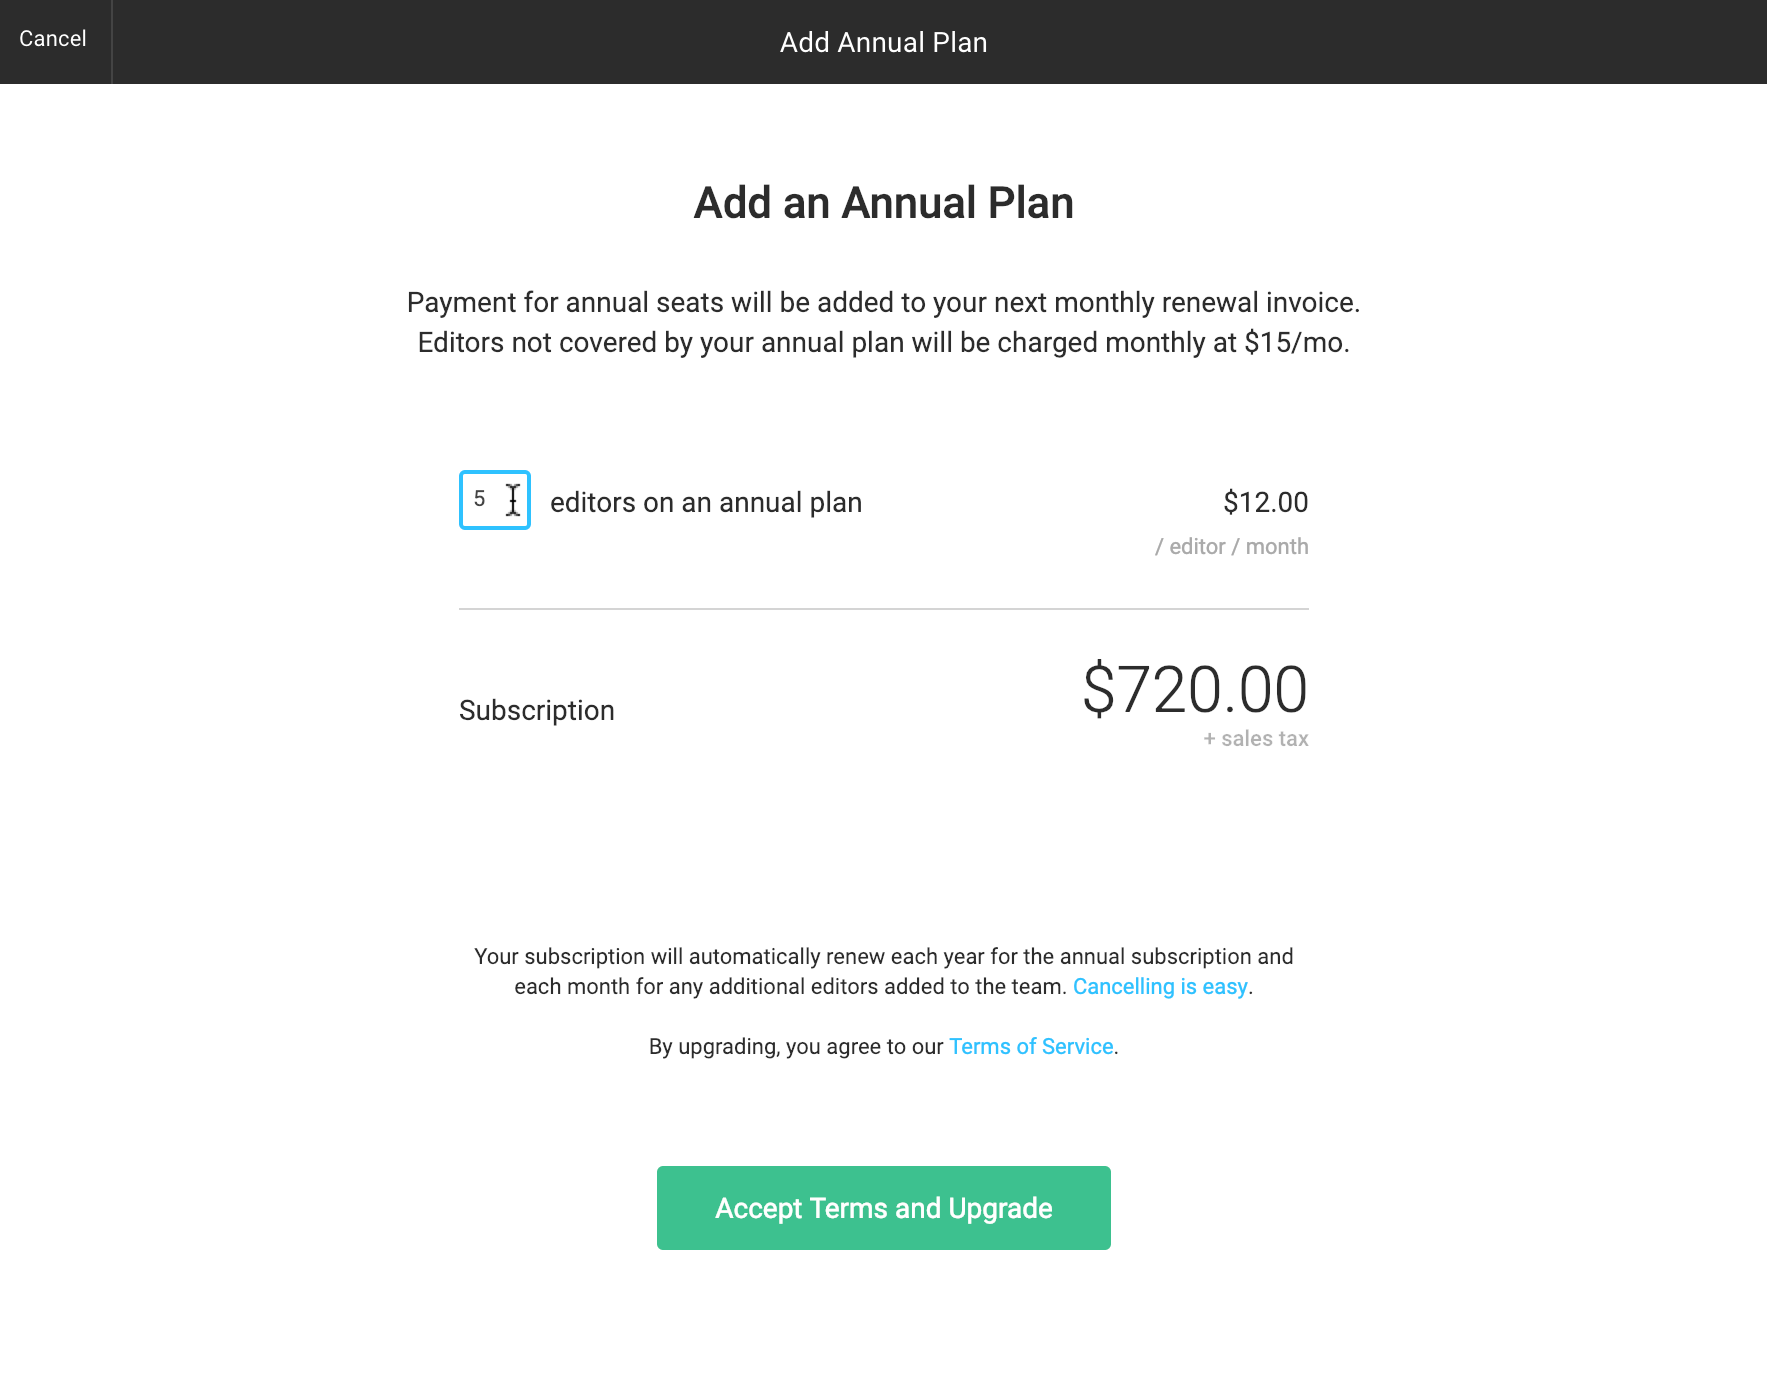 Cancel
Add Annual Plan
Add an Annual Plan
Payment for annual seats will be added to your next monthly renewal invoice.
Editors not covered by your annual plan will be charged monthly at $15/mo.
5 editors on an annual plan $12.00
/ editor / month
Subscription $720.00
+ sales tax
Your subscription will automatically renew each year for the annual subscription and
each month for any additional editors added to the team. Cancelling is easy.
By upgrading, you agree to our Terms of Service.
Accept Terms and Upgrade